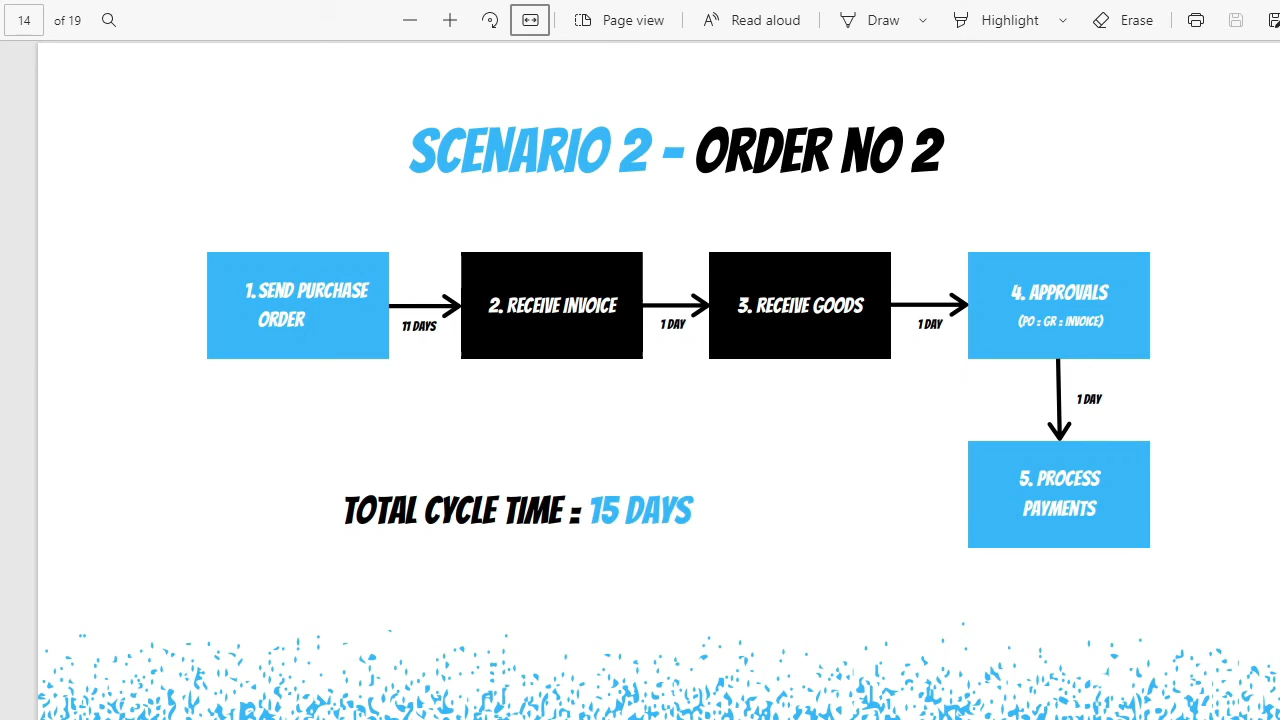 14 of 19 Page view Read aloud Draw Highlight Erase
SCENARIO 2 - ORDER NO 2
1. SEND PURCHASE
ORDER
11 DAYS
2. RECEIVE INVOICE
1 DAY
3. RECEIVE GOODS
1 DAY
4. APPROVALS
(PO = GR = INVOICE)
1 DAY
5. PROCESS
PAYMENTS
TOTAL CYCLE TIME = 15 DAYS